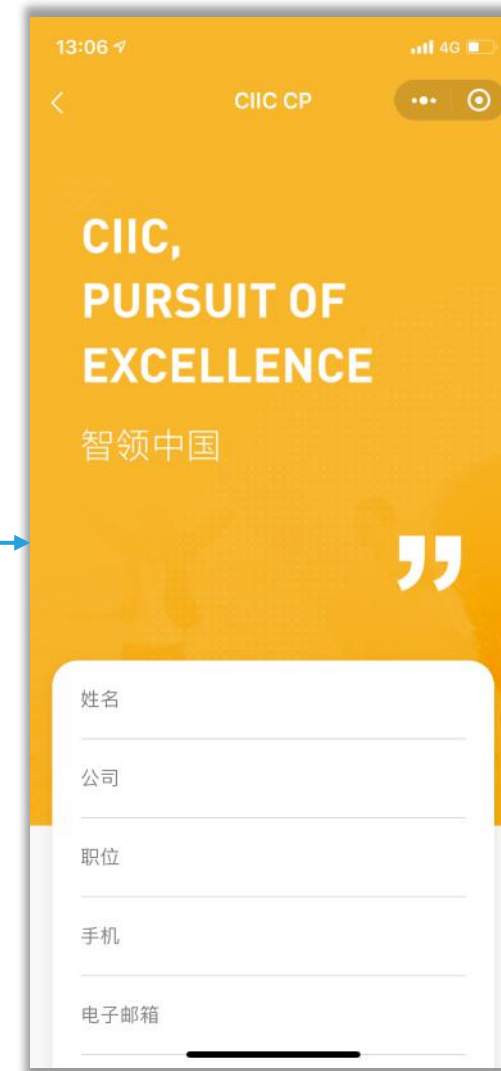 13:06
4G
CIIC CP
CIIC,
PURSUIT OF
EXCELLENCE
智领中国
”
姓名
公司
职位
手机
电子邮箱